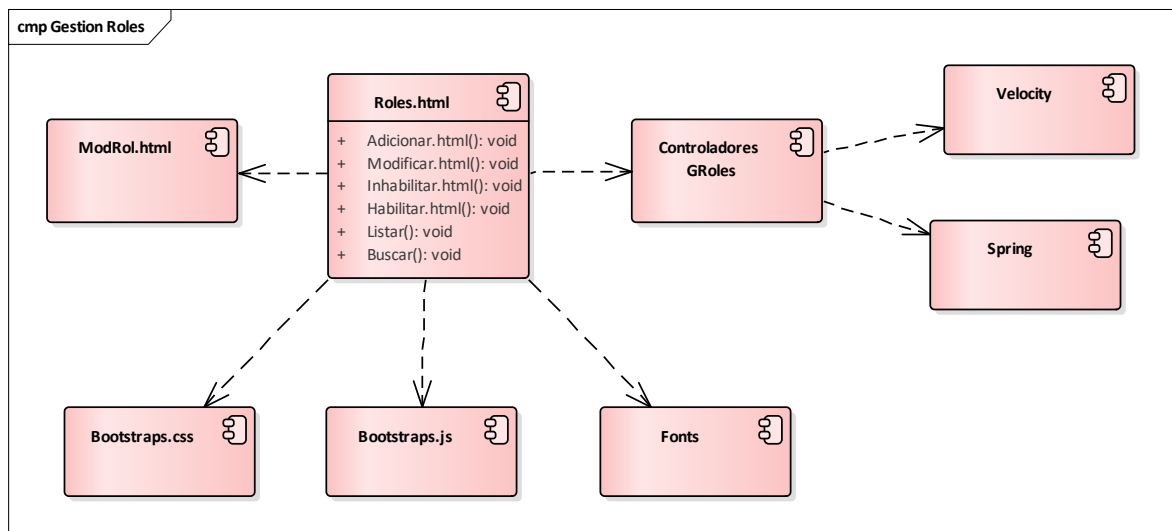 cmp Gestion Roles
Roles.html
+ Adicionar.html(): void
+ Modificar.html(): void
+ Inhabilitar.html(): void
+ Habilitar.html(): void
+ Listar(): void
+ Buscar(): void
ModRol.html
Controladores
GRoles
Velocity
Spring
Bootstraps.css
Bootstraps.js
Fonts